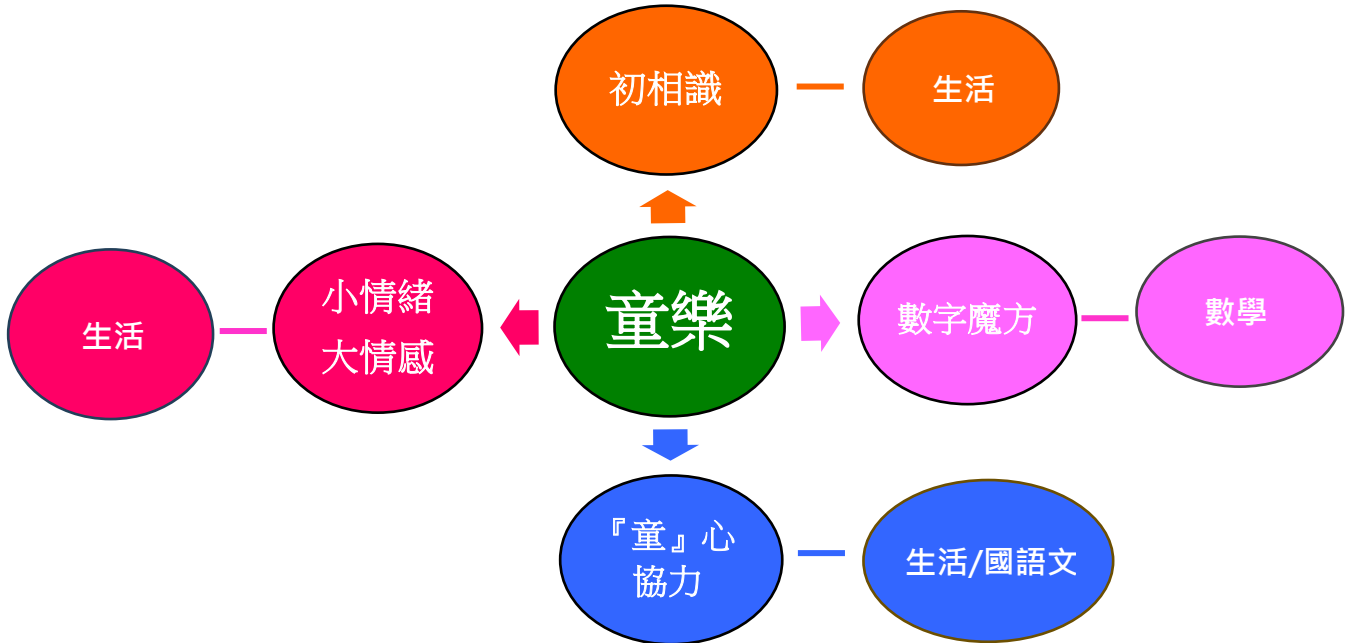 初相識
生活
生活
小情緒
大情感
童樂
數字魔方
數學
『童』心
協力
生活/國語文